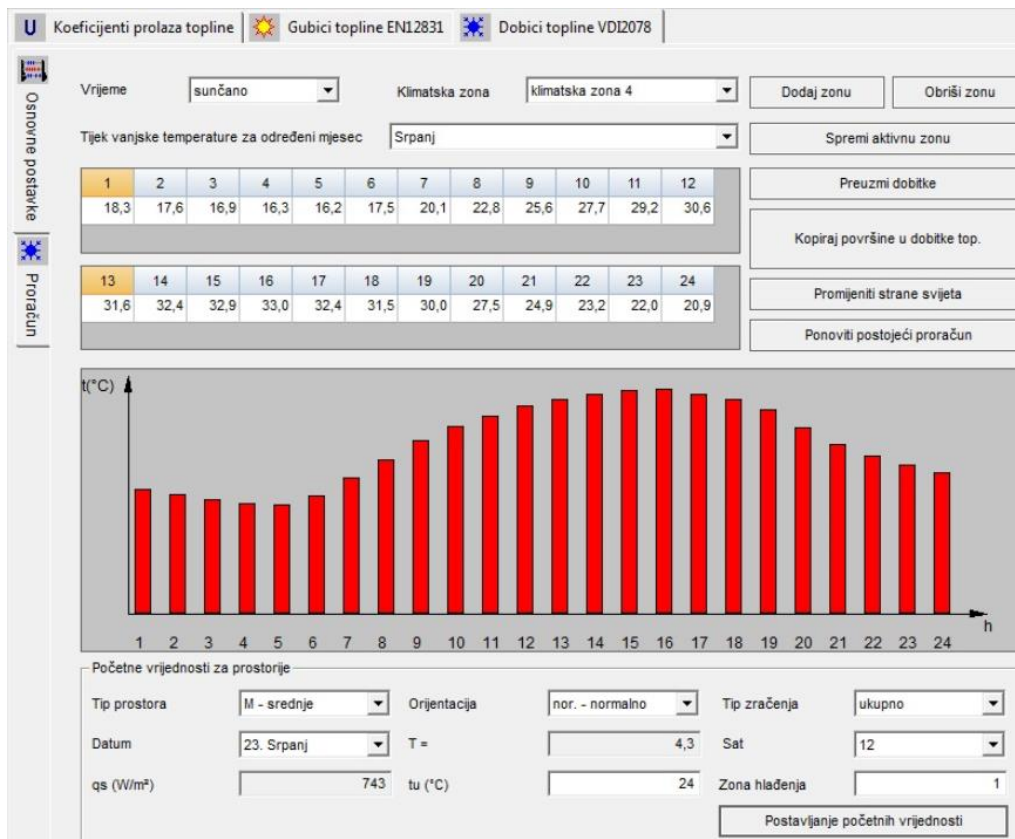 U Koeficijenti prolaza topline Gubici topline EN12831 Dobici topline VDI2078
Osnovne postavke
Proračun
Vrijeme sunčano Klimatska zona klimatska zona 4 Dodaj zonu Obriši zonu
Tijek vanjske temperature za određeni mjesec Srpanj Spremi aktivnu zonu
1 2 3 4 5 6 7 8 9 10 11 12
18,3 17,6 16,9 16,3 16,2 17,5 20,1 22,8 25,6 27,7 29,2 30,6
Preuzmi dobitke
Kopiraj površine u dobitke top.
13 14 15 16 17 18 19 20 21 22 23 24
31,6 32,4 32,9 33,0 32,4 31,5 30,0 27,5 24,9 23,2 22,0 20,9
Promijeniti strane svijeta
Ponoviti postojeći proračun
t(°C)
h
1 2 3 4 5 6 7 8 9 10 11 12 13 14 15 16 17 18 19 20 21 22 23 24
Početne vrijednosti za prostorije
Tip prostora M - srednje Orijentacija nor. - normalno Tip zračenja ukupno
Datum 23. Srpanj T = 4,3 Sat 12
qs (W/m²) 743 tu (°C) 24 Zona hlađenja 1
Postavljanje početnih vrijednosti